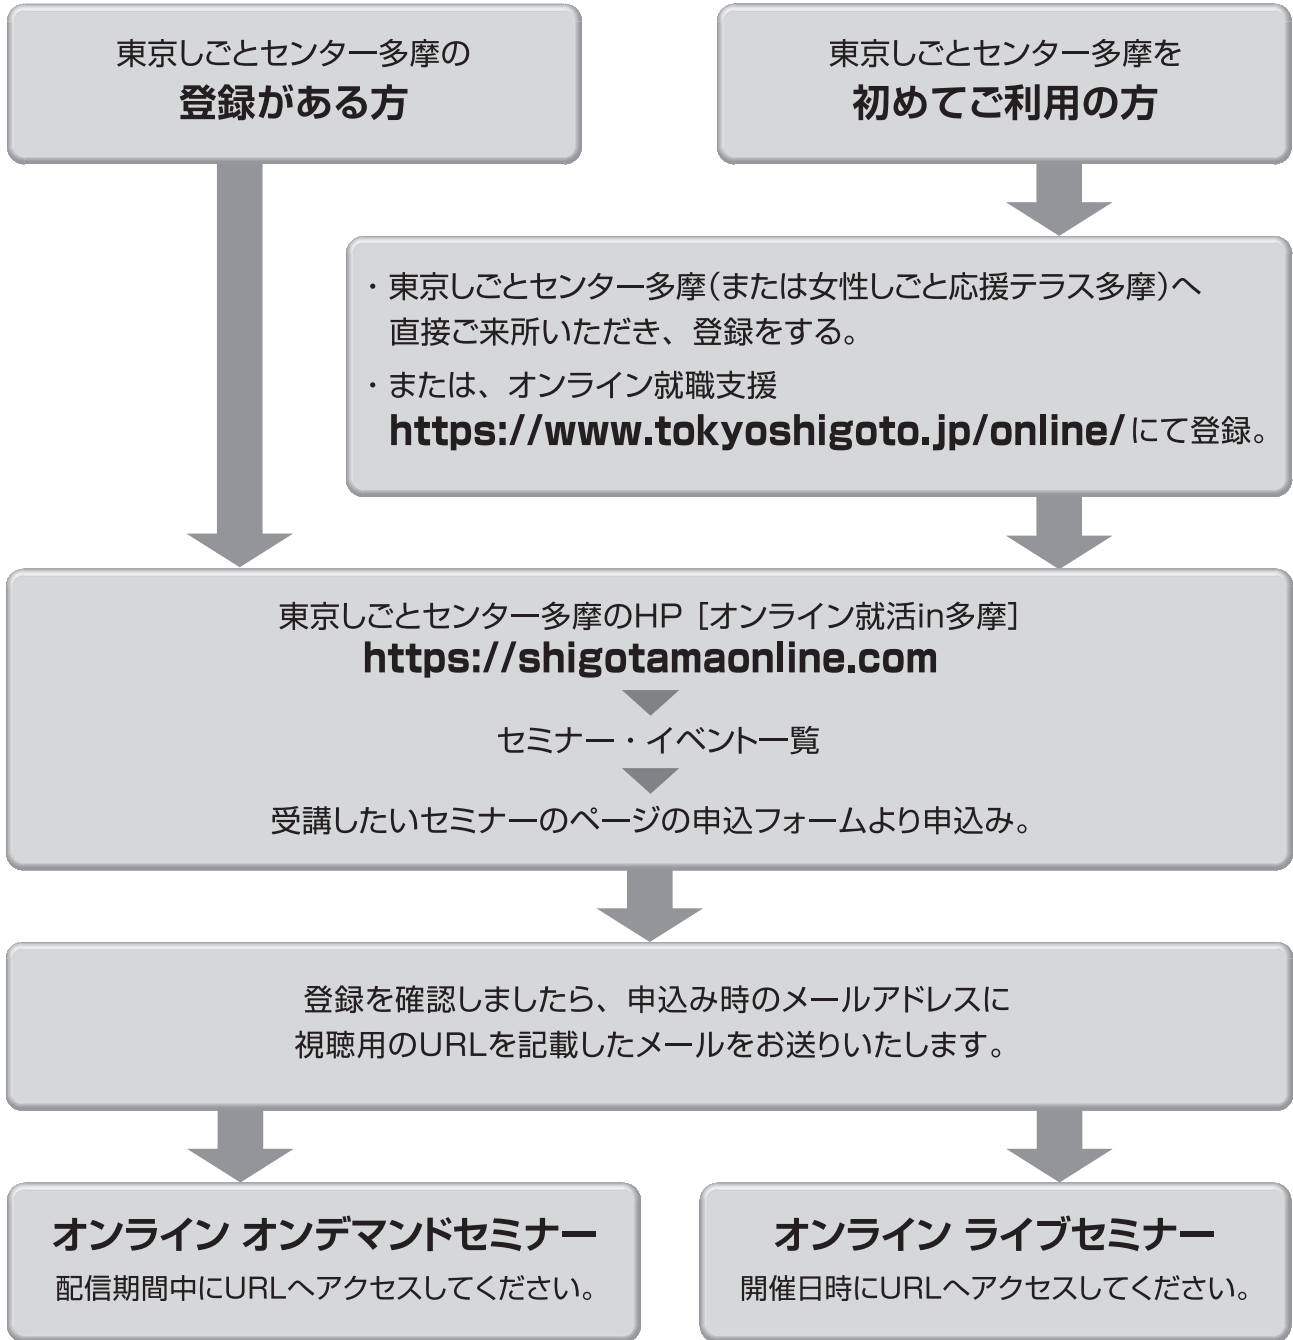 東京しごとセンター多摩の
登録がある方
東京しごとセンター多摩を
初めてご利用の方
・東京しごとセンター多摩（または女性しごと応援テラス多摩）へ
直接ご来所いただき、登録をする。
・または、オンライン就職支援
https://www.tokyoshigoto.jp/online/にて登録。
東京しごとセンター多摩のHP［オンライン就活in多摩］
https://shigotamaonline.com
セミナー・イベント一覧
受講したいセミナーのページの申込フォームより申込み。
登録を確認しましたら、申込み時のメールアドレスに
視聴用のURLを記載したメールをお送りいたします。
オンライン オンデマンドセミナー
配信期間中にURLへアクセスしてください。
オンライン ライブセミナー
開催日時にURLへアクセスしてください。